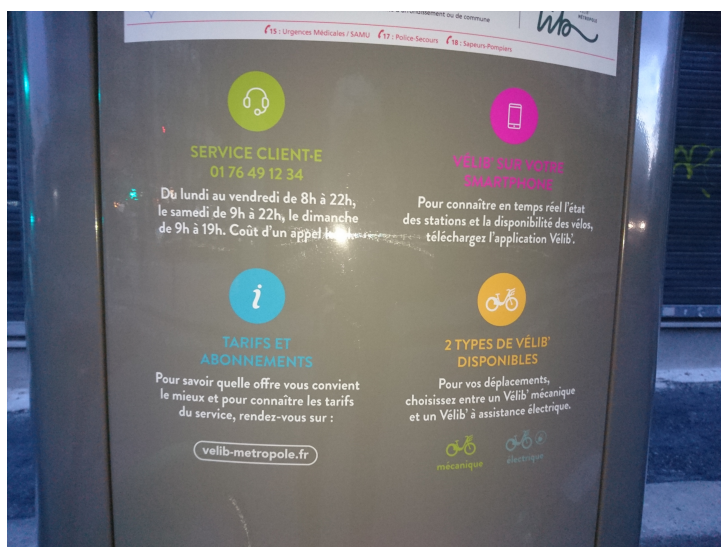 d'arrondissement ou de commune
MÉTROPOLE
15 : Urgences Médicales / SAMU 17 : Police-Secours 18 : Sapeurs-Pompiers
SERVICE CLIENT·E
01 76 49 12 34
Du lundi au vendredi de 8h à 22h,
le samedi de 9h à 22h, le dimanche
de 9h à 19h. Coût d'un appel
VÉLIB' SUR VOTRE
SMARTPHONE
Pour connaître en temps réel l'état
des stations et la disponibilité des vélos,
téléchargez l'application Vélib'.
TARIFS ET
ABONNEMENTS
Pour savoir quelle offre vous convient
le mieux et pour connaître les tarifs
du service, rendez-vous sur :
velib-metropole.fr
2 TYPES DE VÉLIB'
DISPONIBLES
Pour vos déplacements,
choisissez entre un Vélib' mécanique
et un Vélib' à assistance électrique.
mécanique
électrique